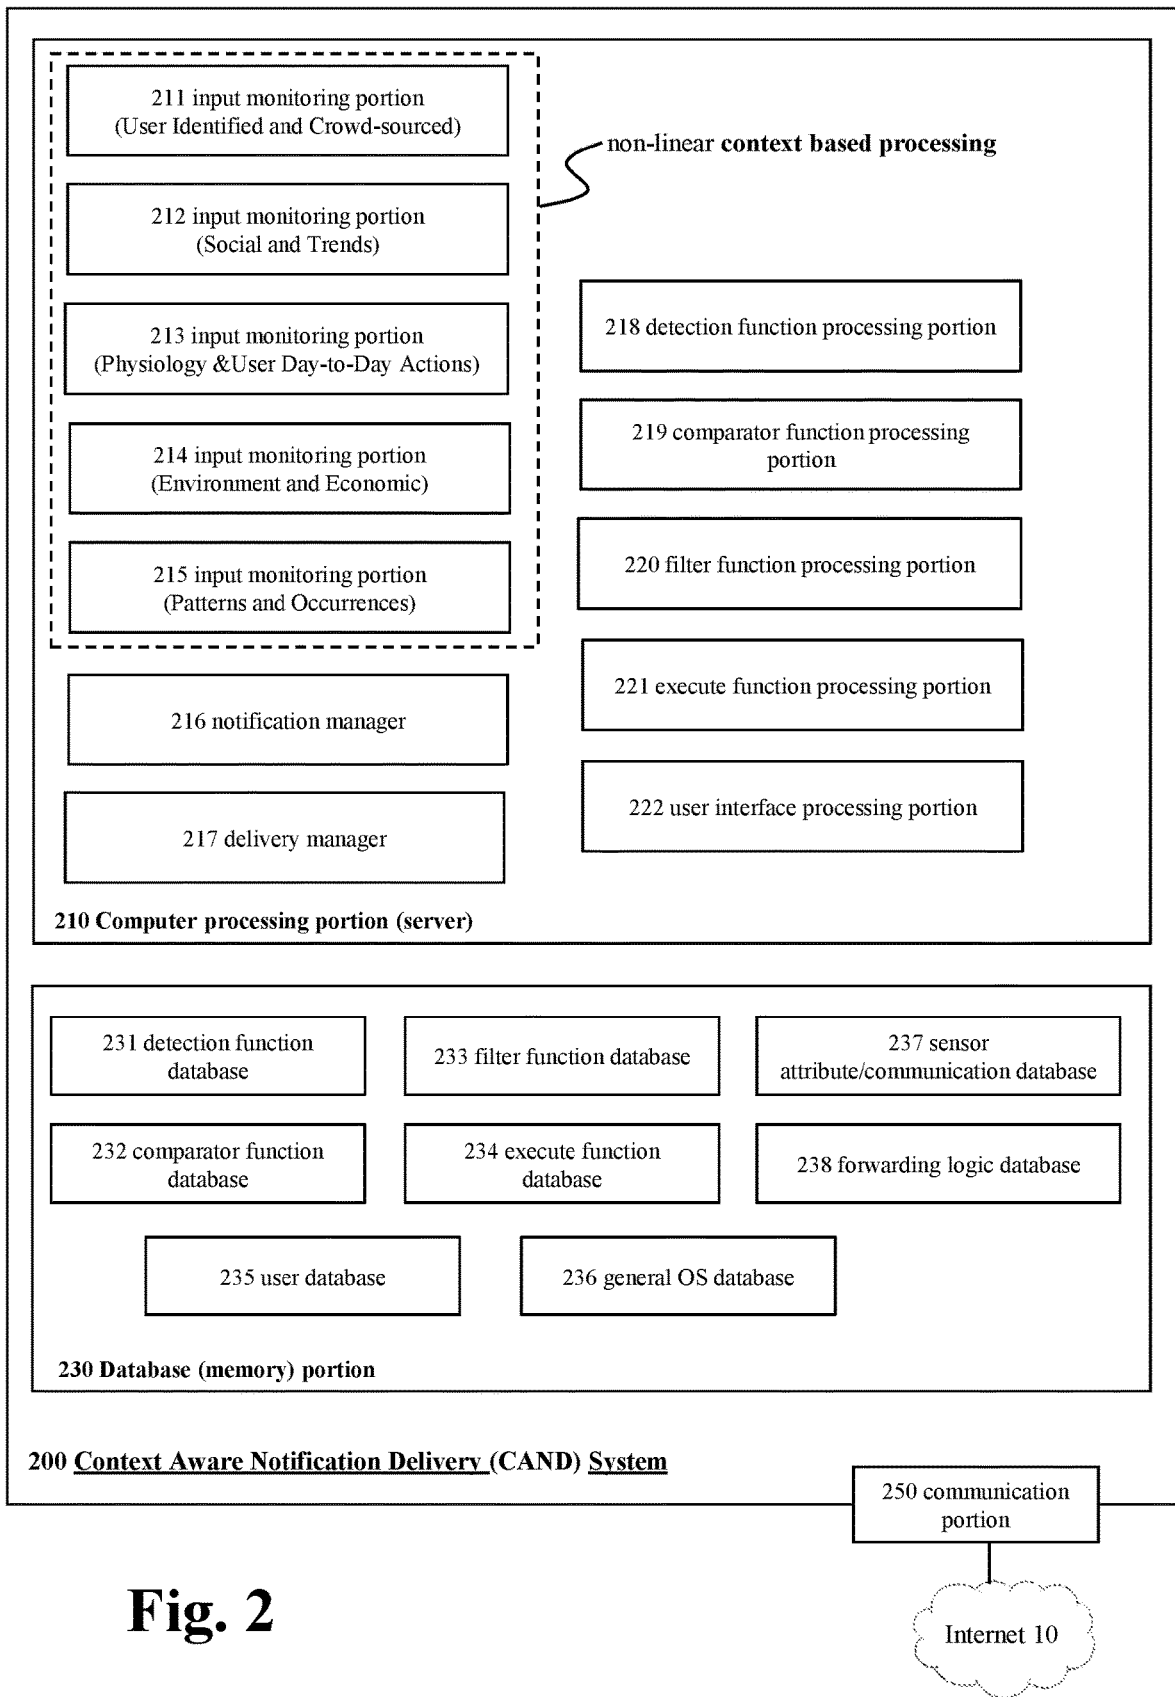 211 input monitoring portion
(User Identified and Crowd-sourced)
non-linear context based processing
212 input monitoring portion
(Social and Trends)
213 input monitoring portion
(Physiology &User Day-to-Day Actions)
214 input monitoring portion
(Environment and Economic)
215 input monitoring portion
(Patterns and Occurrences)
216 notification manager
217 delivery manager
218 detection function processing portion
219 comparator function processing
portion
220 filter function processing portion
221 execute function processing portion
222 user interface processing portion
210 Computer processing portion (server)
231 detection function
database
233 filter function database
237 sensor
attribute/communication database
232 comparator function
database
234 execute function
database
238 forwarding logic database
235 user database
236 general OS database
230 Database (memory) portion
200 Context Aware Notification Delivery (CAND) System
250 communication
portion
Internet 10
Fig. 2